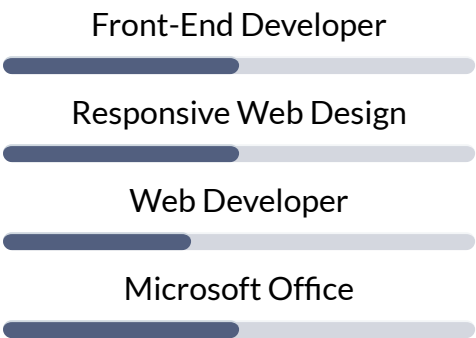 Front-End Developer
Responsive Web Design
Web Developer
Microsoft Office